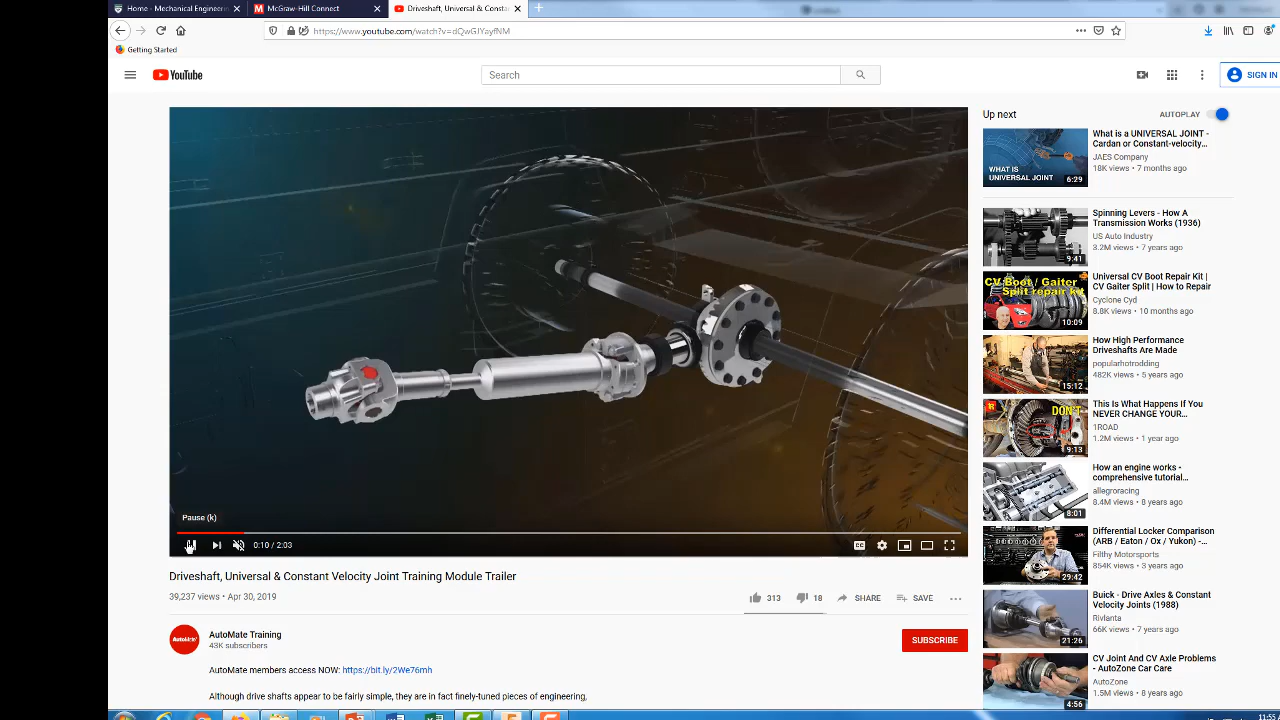 Home - Mechanical Engineerin
McGraw-Hill Connect
Driveshaft, Universal & Consta
https://www.youtube.com/watch?v=dQwGJYayfNM
Getting Started
YouTube
Search
SIGN IN
Up next
AUTOPLAY
WHAT IS
UNIVERSAL JOINT
6:29
What is a UNIVERSAL JOINT -
Cardan or Constant-velocity...
JAES Company
18K views • 7 months ago
9:41
Spinning Levers - How A
Transmission Works (1936)
US Auto Industry
3.2M views • 7 years ago
CV Boot / Gaiter
Split repair kit
10:09
Universal CV Boot Repair Kit |
CV Gaiter Split | How to Repair
Cyclone Cyd
8.8K views • 10 months ago
15:12
How High Performance
Driveshafts Are Made
popularhotrodding
482K views • 5 years ago
DON'T
9:13
This Is What Happens If You
NEVER CHANGE YOUR...
1ROAD
1.2M views • 1 year ago
8:01
How an engine works -
comprehensive tutorial...
allegroracing
8.4M views • 8 years ago
29:42
Differential Locker Comparison
(ARB / Eaton / Ox / Yukon) -...
Filthy Motorsports
854K views • 3 years ago
21:26
Buick - Drive Axles & Constant
Velocity Joints (1988)
Rivlanta
66K views • 7 years ago
4:56
CV Joint And CV Axle Problems
- AutoZone Car Care
AutoZone
1.5M views • 8 years ago
Pause (k)
0:10 / 2:03
CC
Driveshaft, Universal & Constant Velocity Joint Training Module Trailer
39,237 views • Apr 30, 2019
313
18
SHARE
SAVE
AutoMate
AutoMate Training
43K subscribers
SUBSCRIBE
AutoMate members access NOW: https://bit.ly/2We76mh
Although drive shafts appear to be fairly simple, they are in fact finely-tuned pieces of engineering,